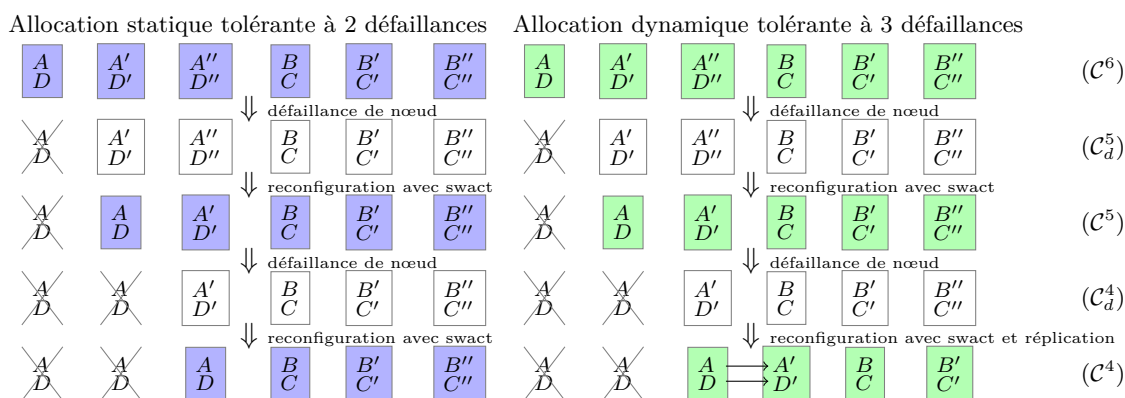 Allocation statique tolérante à 2 défaillances Allocation dynamique tolérante à 3 défaillances
A A′ A″ B B′ B″ A A′ A″ B B′ B″ (𝒞⁶)
D D′ D″ C C′ C″ D D′ D″ C C′ C″
⇓ défaillance de nœud ⇓ défaillance de nœud
A A′ A″ B B′ B″ A A′ A″ B B′ B″ (𝒞⁵_d)
D D′ D″ C C′ C″ D D′ D″ C C′ C″
⇓ reconfiguration avec swact ⇓ reconfiguration avec swact
A A A′ B B′ B″ A A A′ B B′ B″ (𝒞⁵)
D D D′ C C′ C″ D D D′ C C′ C″
⇓ défaillance de nœud ⇓ défaillance de nœud
A A A′ B B′ B″ A A A′ B B′ B″ (𝒞⁴_d)
D D D′ C C′ C″ D D D′ C C′ C″
⇓ reconfiguration avec swact ⇓ reconfiguration avec swact et réplication
A A A B B′ B″ A A A → A′ B B′ (𝒞⁴)
D D D C C′ C″ D D D → D′ C C′